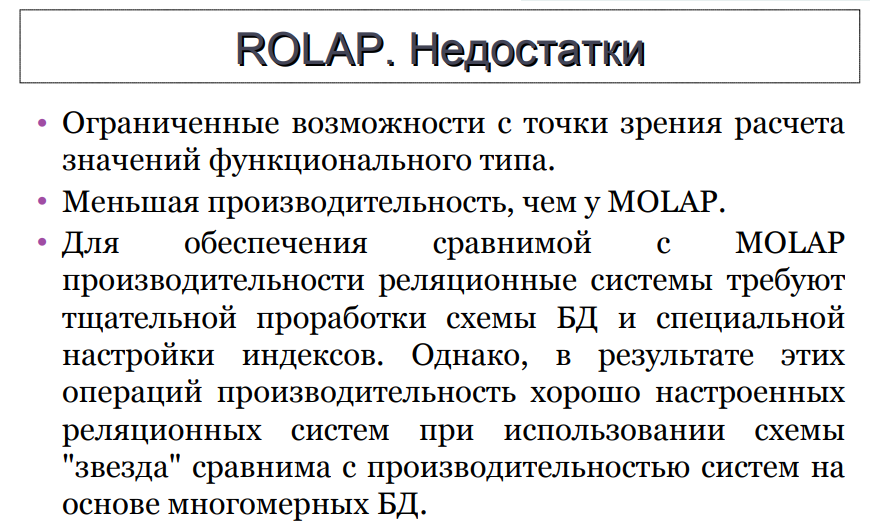 ROLAP. Недостатки
• Ограниченные возможности с точки зрения расчета
значений функционального типа.
• Меньшая производительность, чем у MOLAP.
• Для обеспечения сравнимой с MOLAP
производительности реляционные системы требуют
тщательной проработки схемы БД и специальной
настройки индексов. Однако, в результате этих
операций производительность хорошо настроенных
реляционных систем при использовании схемы
"звезда" сравнима с производительностью систем на
основе многомерных БД.